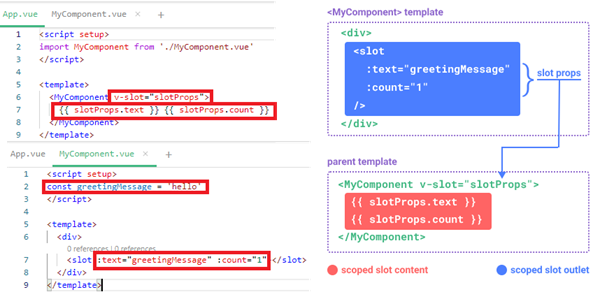 App.vue MyComponent.vue × +
1 <script setup>
2 import MyComponent from './MyComponent.vue'
3 </script>
4
5 <template>
6 <MyComponent v-slot="slotProps">
7 {{ slotProps.text }} {{ slotProps.count }}
8 </MyComponent>
9 </template>
App.vue MyComponent.vue × +
1 <script setup>
2 const greetingMessage = 'hello'
3 </script>
4
5 <template>
6 <div>
0 references | 0 references
7 <slot :text="greetingMessage" :count="1"></slot>
8 </div>
9 </template>
<MyComponent> template
<div>
<slot
:text="greetingMessage"
:count="1"
/>
</div>
slot props
parent template
<MyComponent v-slot="slotProps">
{{ slotProps.text }}
{{ slotProps.count }}
</MyComponent>
scoped slot content
scoped slot outlet